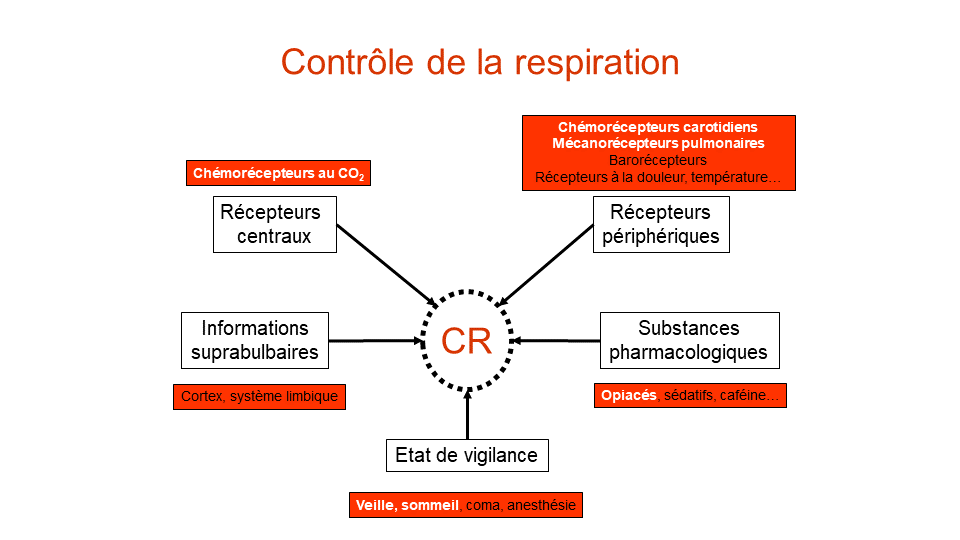 Contrôle de la respiration
Chémorécepteurs carotidiens
Mécanorécepteurs pulmonaires
Barorécepteurs
Récepteurs à la douleur, température…
Chémorécepteurs au CO₂
Récepteurs
centraux
Récepteurs
périphériques
CR
Informations
suprabulbaires
Substances
pharmacologiques
Cortex, système limbique
Opiacés, sédatifs, caféine…
Etat de vigilance
Veille, sommeil, coma, anesthésie